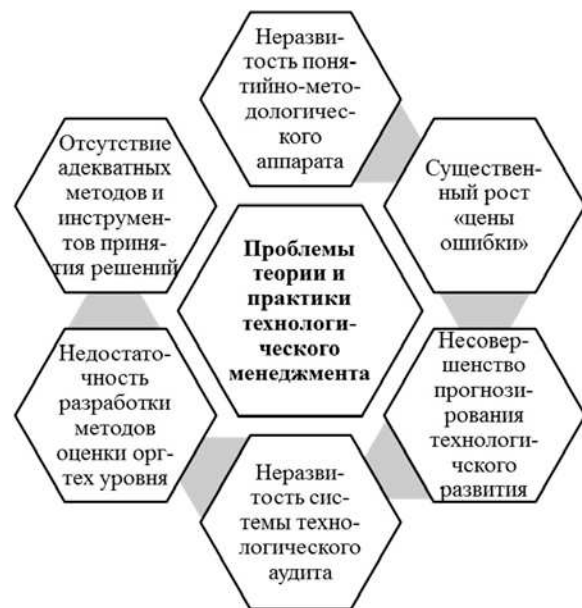 Неразви-
тость поня-
тийно-мето-
дологичес-
кого
аппарата
Существен-
ный рост
«цены
ошибки»
Несовер-
шенство
прогнози-
рования
технологи-
ичского
развития
Неразви-
тость сис-
темы техно-
логического
аудита
Недостато-
чность
разработки
методов
оценки орг-
тех уровня
Отсутствие
адекватных
методов и
инструмен-
тов приня-
тия решений
Проблемы
теории и
практики
технологи-
ческого
менеджмента